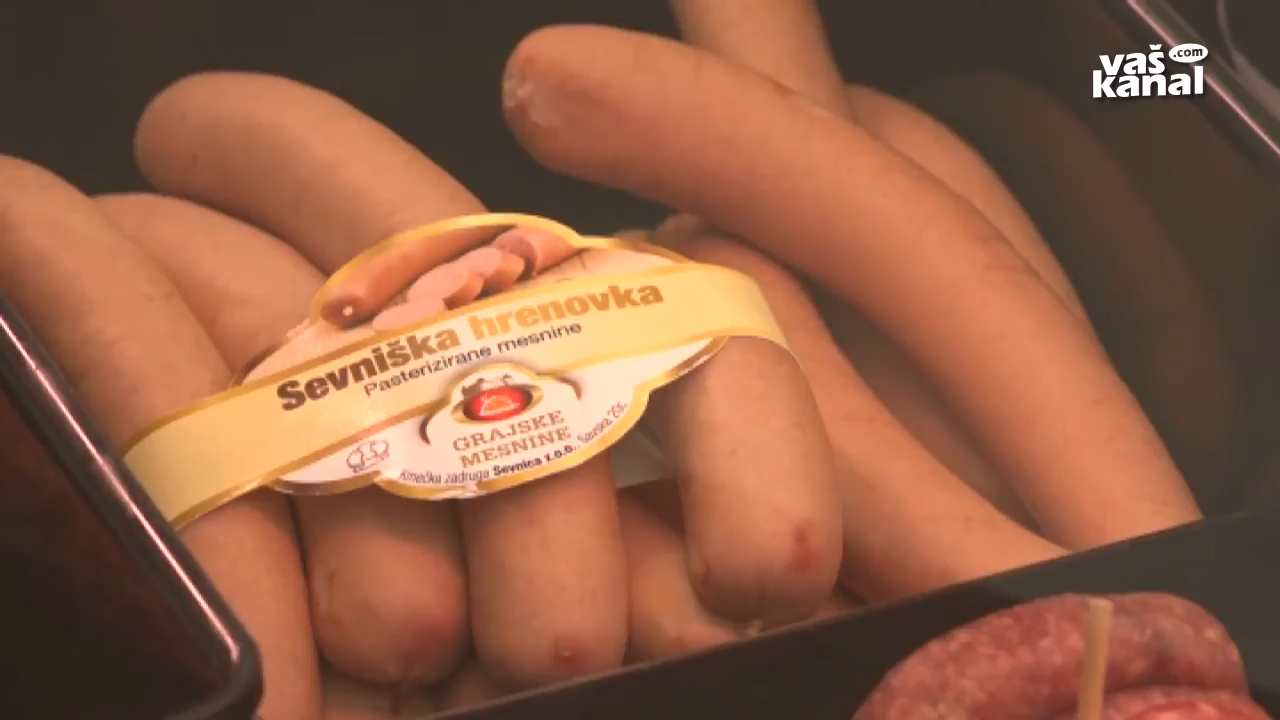 vaš .com
kanal
Sevniška hrenovka
Pasterizirane mesnine
GRAJSKE
MESNINE
Kmečka zadruga Sevnica z.o.o.,